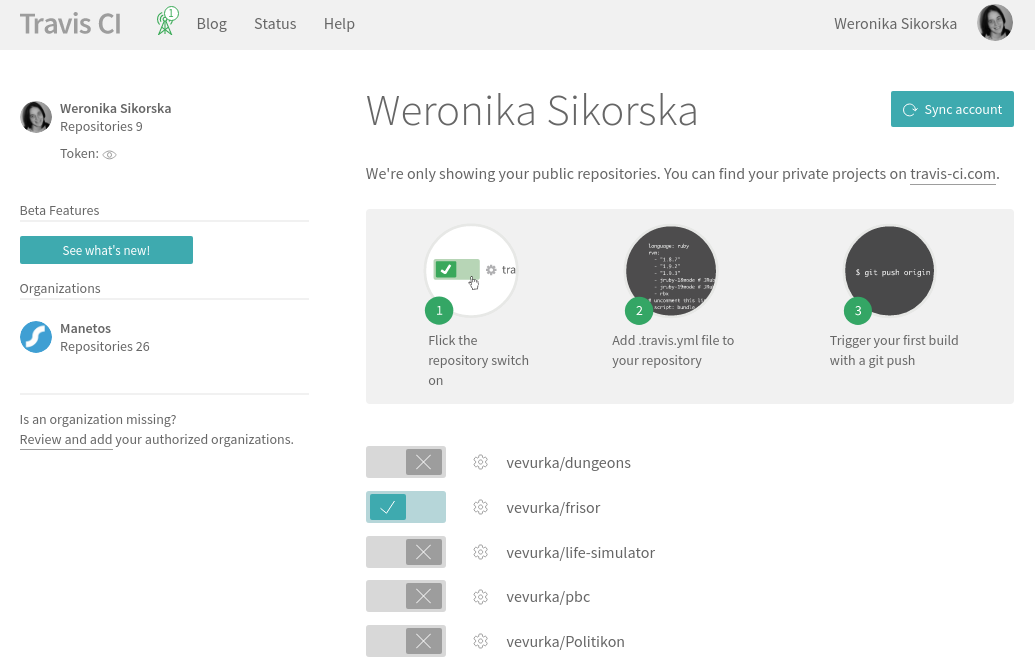 Travis CI
1
Blog
Status
Help
Weronika Sikorska
Weronika Sikorska
Repositories 9
Token:
Beta Features
See what's new!
Organizations
Manetos
Repositories 26
Is an organization missing?
Review and add your authorized organizations.
Weronika Sikorska
Sync account
We're only showing your public repositories. You can find your private projects on travis-ci.com.
tra
1
Flick the
repository switch
on
language: ruby
rvm:
- "1.8.7"
- "1.9.2"
- "1.9.3"
- jruby-18mode # JRu
- jruby-19mode # JRu
- rbx
# uncomment this li
script: bundle
2
Add .travis.yml file to
your repository
$ git push origin
3
Trigger your first build
with a git push
vevurka/dungeons
vevurka/frisor
vevurka/life-simulator
vevurka/pbc
vevurka/Politikon